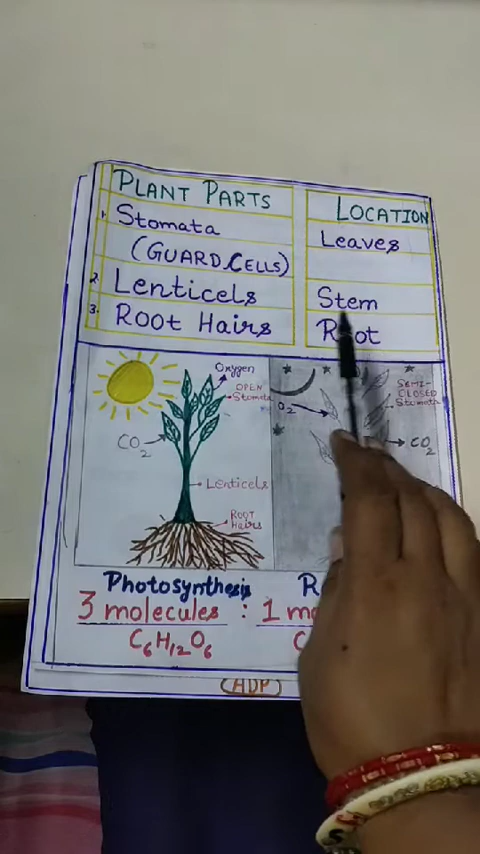 PLANT PARTS
LOCATION
1. Stomata
(GUARD CELLS)
Leaves
2. Lenticels
Stem
3. Root Hairs
Root
Oxygen
OPEN
Stomata
CO2
Lenticels
ROOT
Hairs
O2
SEMI-
CLOSED
Stomata
CO2
Photosynthesis
3 molecules : 1
C6H12O6
(ADP)